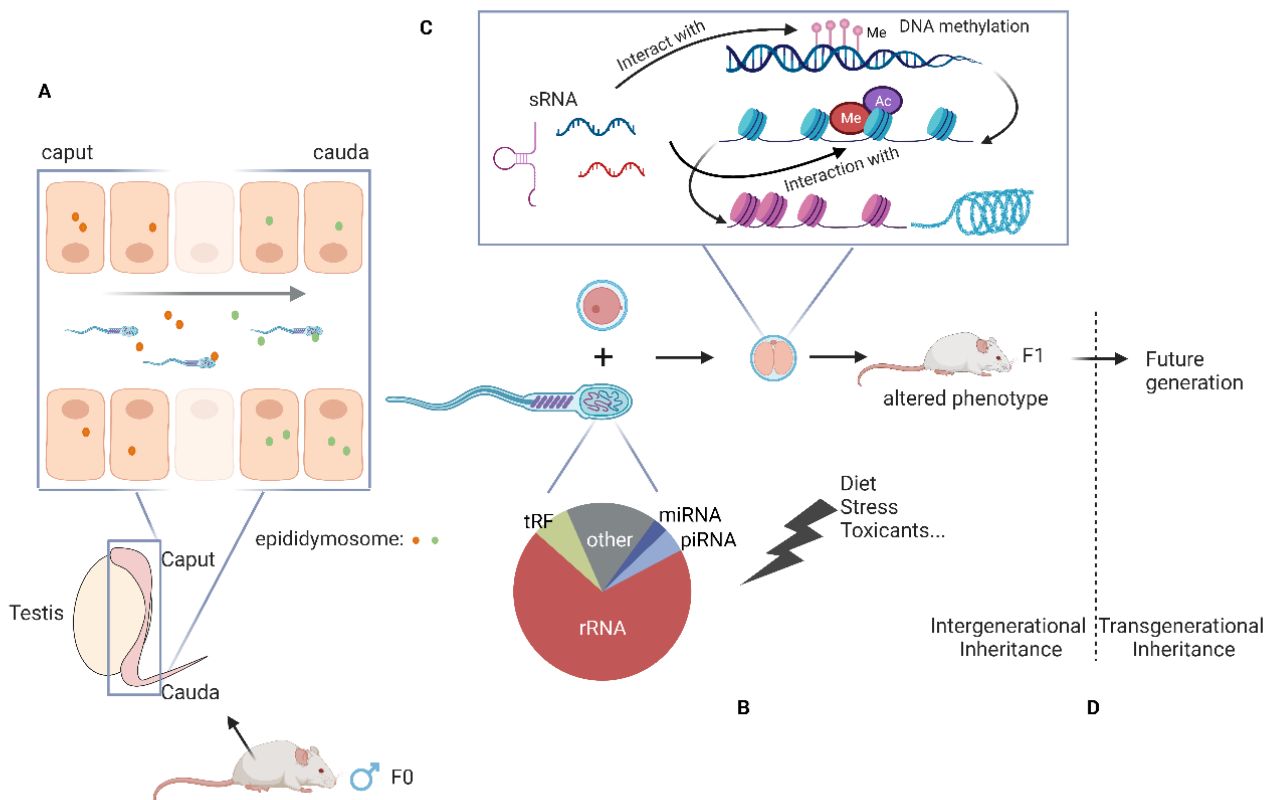 C
Interact with
Me
DNA methylation
A
sRNA
Ac
Me
caput
cauda
Interaction with
+
F1
Future
generation
altered phenotype
Diet
Stress
Toxicants...
tRF
miRNA
other
piRNA
epididymosome:
Caput
Testis
rRNA
Intergenerational
Inheritance
Transgenerational
Inheritance
Cauda
B
D
F0